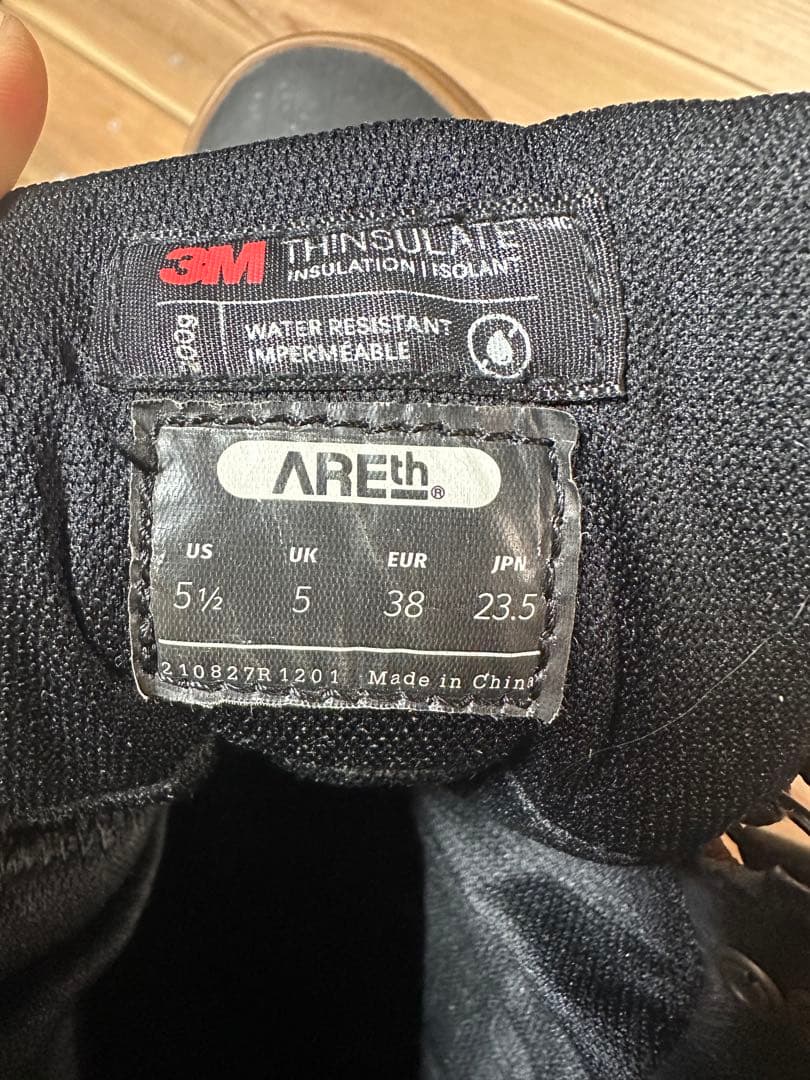 3M THINSULATE
INSULATION | ISOLANT
WATER RESISTANT
IMPERMÉABLE
AREth®
US UK EUR JPN
5½ 5 38 23.5
210827R1201 Made in China